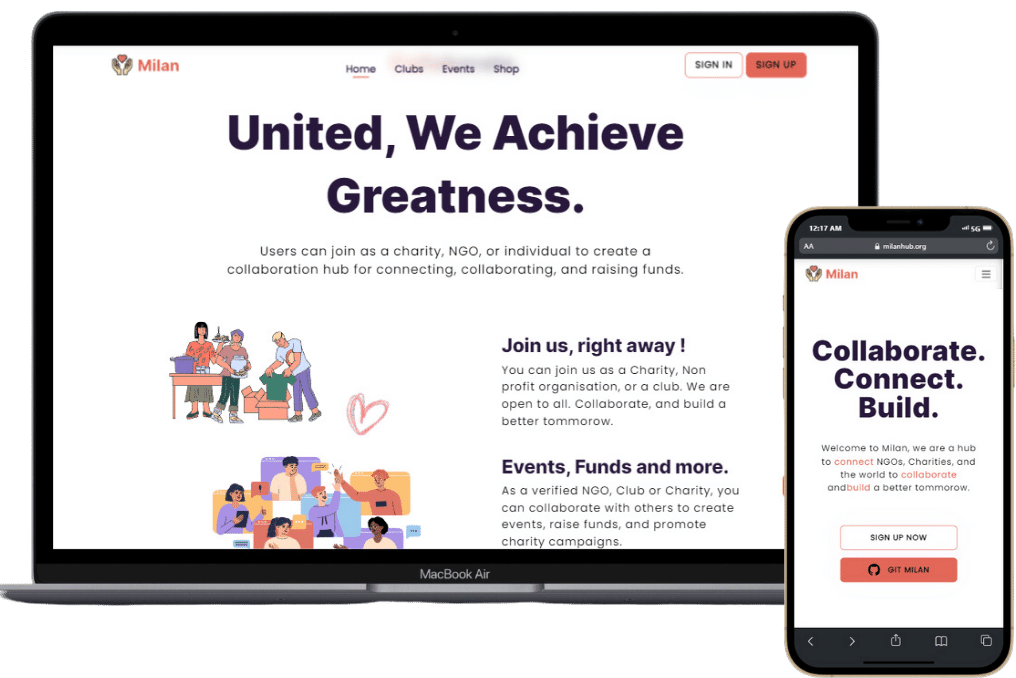 Milan
Home Clubs Events Shop
SIGN IN SIGN UP
United, We Achieve
Greatness.
Users can join as a charity, NGO, or individual to create a
collaboration hub for connecting, collaborating, and raising funds.
Join us, right away !
You can join us as a Charity, Non
profit organisation, or a club. We are
open to all. Collaborate, and build a
better tommorow.
Events, Funds and more.
As a verified NGO, Club or Charity, you
can collaborate with others to create
events, raise funds, and promote
charity campaigns.
MacBook Air
12:17 AM
5G
AA
milanhub.org
Milan
Collaborate.
Connect.
Build.
Welcome to Milan, we are a hub
to connect NGOs, Charities, and
the world to collaborate
andbuild a better tommorow.
SIGN UP NOW
GIT MILAN